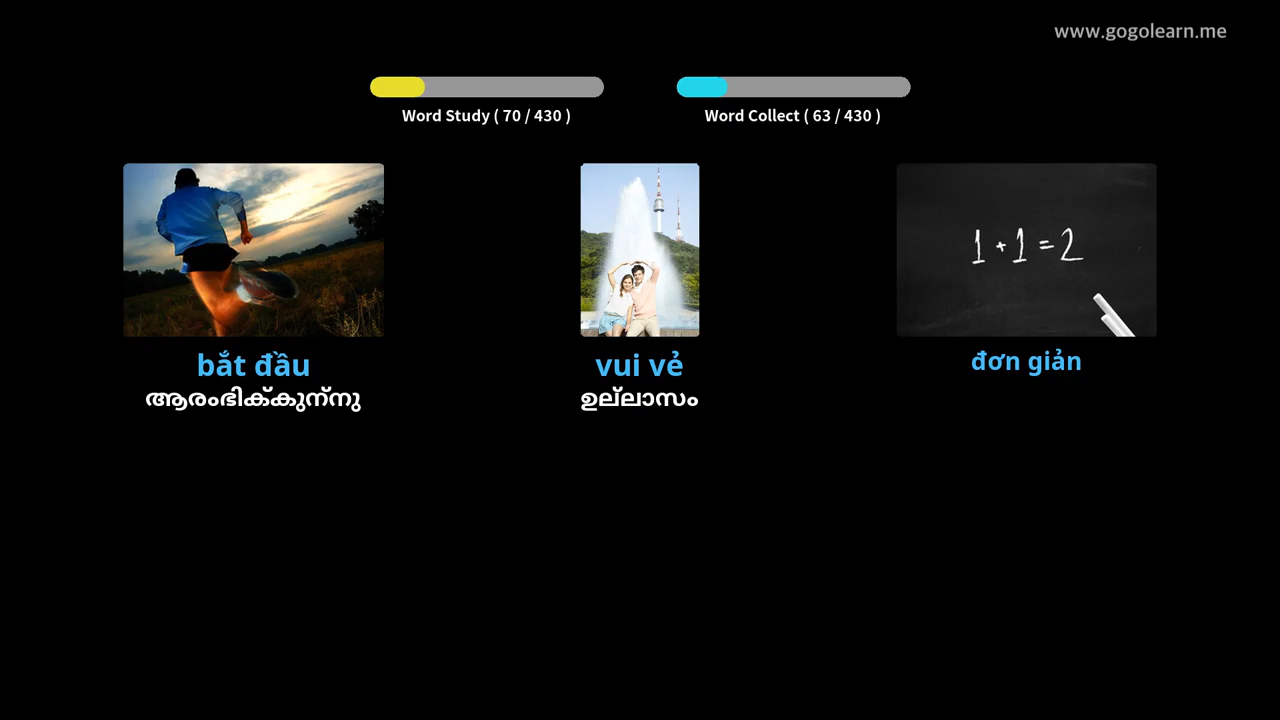 www.gogolearn.me
Word Study ( 70 / 430 )
Word Collect ( 63 / 430 )
1 + 1 = 2
bắt đầu
ആരംഭിക്കുന്നു
vui vẻ
ഉല്ലാസം
đơn giản